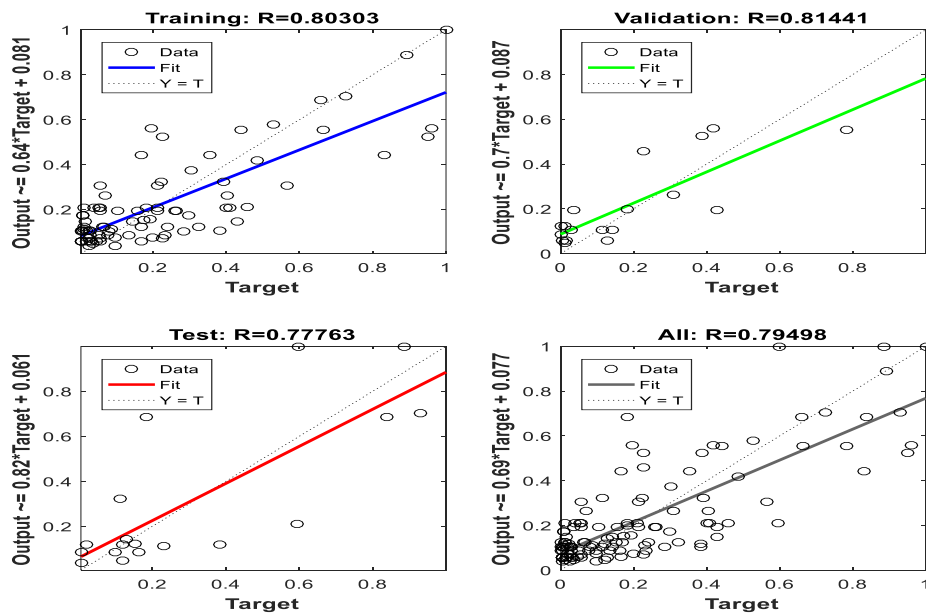 Training: R=0.80303
Output ~= 0.64*Target + 0.081
1
0.8
0.6
0.4
0.2
Data
Fit
Y = T
0.2
0.4
0.6
0.8
1
Target
Validation: R=0.81441
Output ~= 0.7*Target + 0.087
1
0.8
0.6
0.4
0.2
0
Data
Fit
Y = T
0
0.2
0.4
0.6
0.8
Target
Test: R=0.77763
Output ~= 0.82*Target + 0.061
1
0.8
0.6
0.4
0.2
Data
Fit
Y = T
0.2
0.4
0.6
0.8
Target
All: R=0.79498
Output ~= 0.69*Target + 0.077
1
0.8
0.6
0.4
0.2
0
Data
Fit
Y = T
0
0.2
0.4
0.6
0.8
1
Target